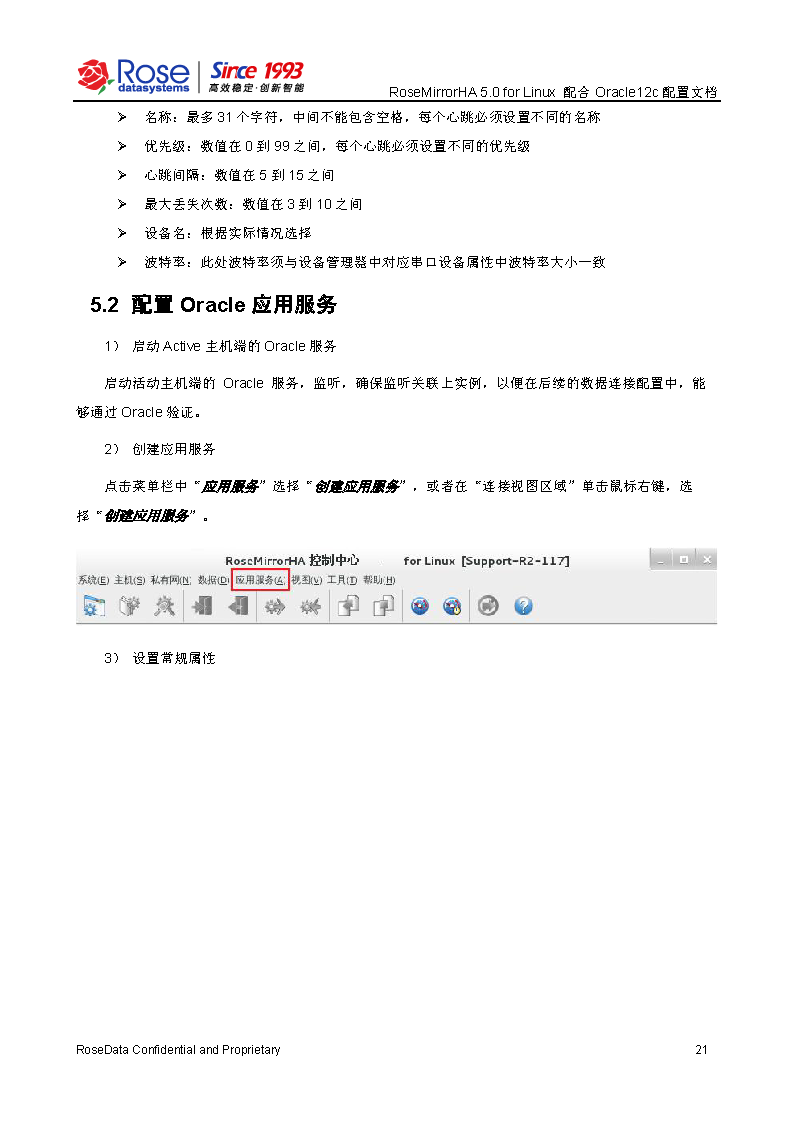 Rose
datasystems
Since 1993
高效稳定·创新智能
RoseMirrorHA 5.0 for Linux 配合 Oracle12c 配置文档
➢ 名称：最多 31 个字符，中间不能包含空格，每个心跳必须设置不同的名称
➢ 优先级：数值在 0 到 99 之间，每个心跳必须设置不同的优先级
➢ 心跳间隔：数值在 5 到 15 之间
➢ 最大丢失次数：数值在 3 到 10 之间
➢ 设备名：根据实际情况选择
➢ 波特率：此处波特率须与设备管理器中对应串口设备属性中波特率大小一致
5.2 配置 Oracle 应用服务
1） 启动 Active 主机端的 Oracle 服务
启动活动主机端的 Oracle 服务，监听，确保监听关联上实例，以便在后续的数据连接配置中，能
够通过 Oracle 验证。
2） 创建应用服务
点击菜单栏中“应用服务”选择“创建应用服务”，或者在“连接视图区域”单击鼠标右键，选
择“创建应用服务”。
RoseMirrorHA 控制中心 for Linux [Support-R2-117]
系统(E) 主机(S) 私有网(N) 数据(D) 应用服务(A) 视图(V) 工具(T) 帮助(H)
3） 设置常规属性
RoseData Confidential and Proprietary 21